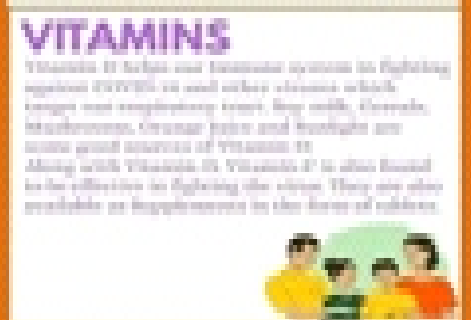 VITAMINS
Vitamin D helps our immune system in fighting
against COVID-19 and other viruses which
target our respiratory tract. Soy milk, Cereals,
Mushrooms, Orange juice and Sunlight are
some good sources of Vitamin D.
Along with Vitamin D, Vitamin C is also found
to be effective in fighting the virus. They are also
available as Supplements in the form of tablets.